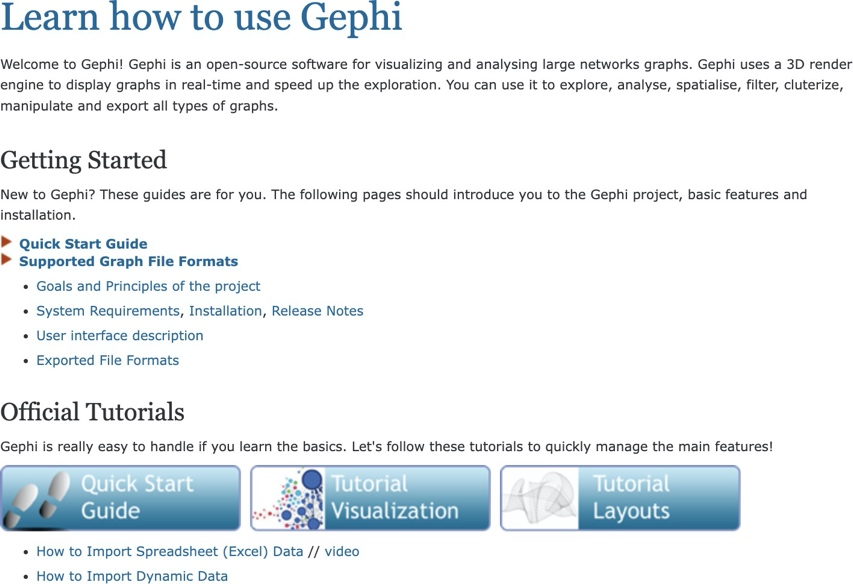 Learn how to use Gephi
Welcome to Gephi! Gephi is an open-source software for visualizing and analysing large networks graphs. Gephi uses a 3D render
engine to display graphs in real-time and speed up the exploration. You can use it to explore, analyse, spatialise, filter, cluterize,
manipulate and export all types of graphs.
Getting Started
New to Gephi? These guides are for you. The following pages should introduce you to the Gephi project, basic features and
installation.
Quick Start Guide
Supported Graph File Formats
• Goals and Principles of the project
• System Requirements, Installation, Release Notes
• User interface description
• Exported File Formats
Official Tutorials
Gephi is really easy to handle if you learn the basics. Let's follow these tutorials to quickly manage the main features!
Quick Start
Guide
Tutorial
Visualization
Tutorial
Layouts
• How to Import Spreadsheet (Excel) Data // video
• How to Import Dynamic Data